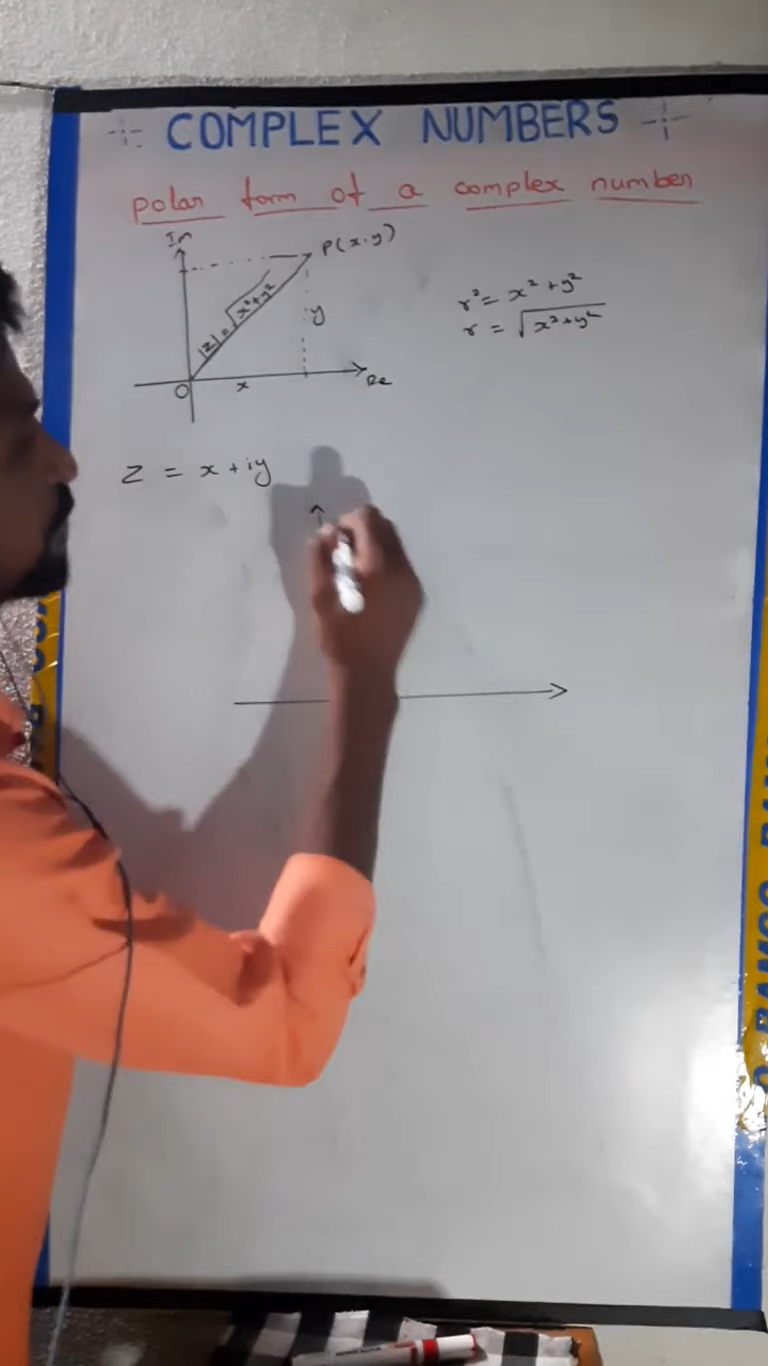 COMPLEX NUMBERS
polar form of a complex number
Im
P(x,y)
|z| = √x²+y²
y
O
x
Re
r² = x² + y²
r = √x²+y²
z = x + iy